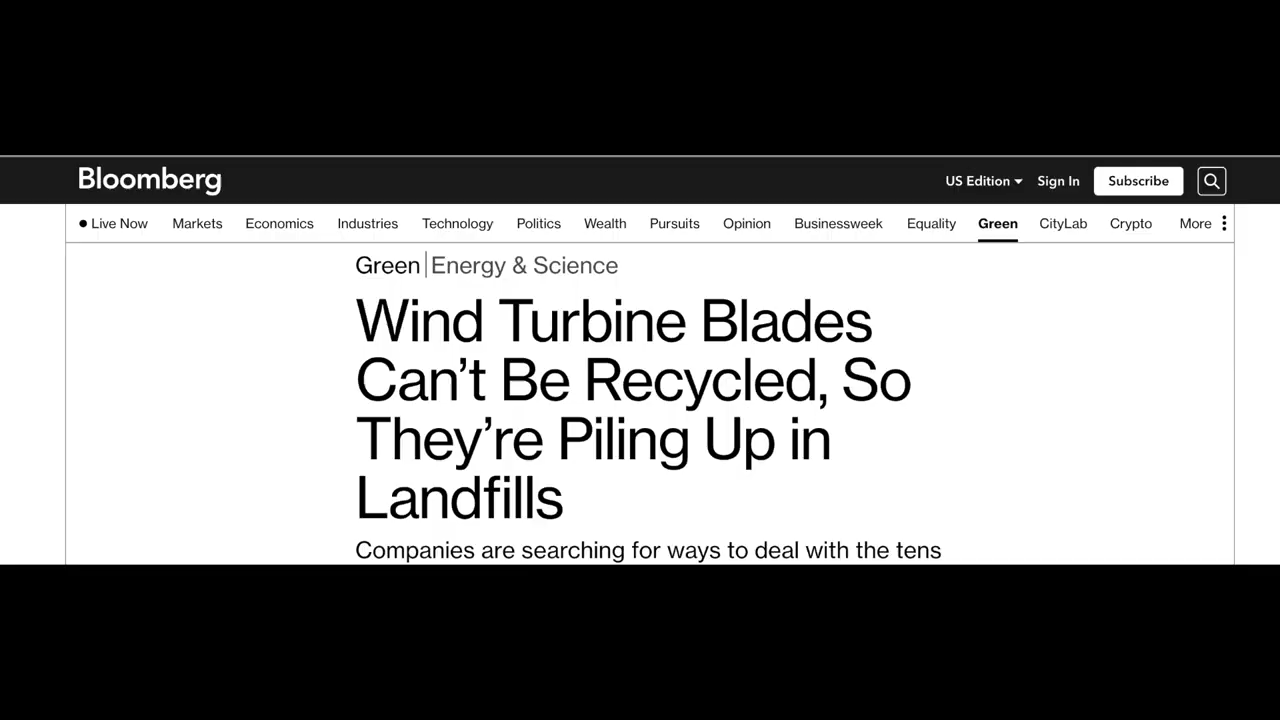 Bloomberg US Edition Sign In Subscribe
Live Now Markets Economics Industries Technology Politics Wealth Pursuits Opinion Businessweek Equality Green CityLab Crypto More
Green | Energy & Science
Wind Turbine Blades
Can’t Be Recycled, So
They’re Piling Up in
Landfills
Companies are searching for ways to deal with the tens